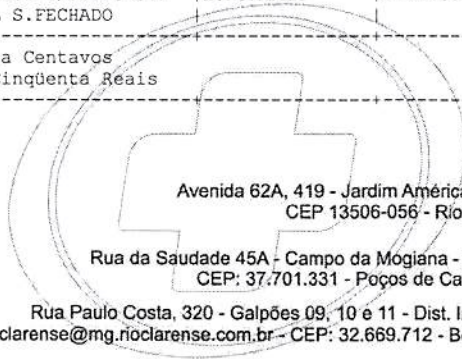 S.FECHADO
a Centavos
inqüenta Reais
Avenida 62A, 419 - Jardim Améric
CEP 13506-056 - Rio
Rua da Saudade 45A - Campo da Mogiana -
CEP: 37.701.331 - Poços de Ca
Rua Paulo Costa, 320 - Galpões 09, 10 e 11 - Dist. I
clarense@mg.rioclarense.com.br - CEP: 32.669.712 - B